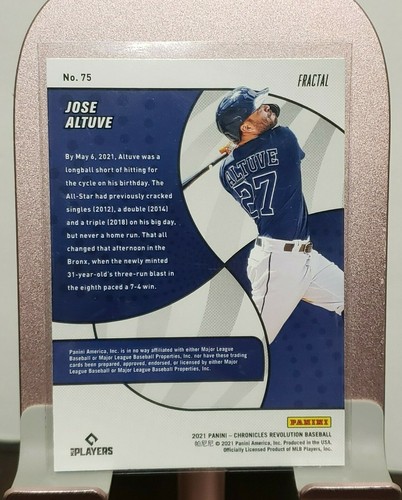 No. 75
FRACTAL
JOSE
ALTUVE
By May 6, 2021, Altuve was a
longball short of hitting for
the cycle on his birthday. The
All-Star had previously cracked
singles (2012), a double (2014)
and a triple (2018) on his big day,
but never a home run. That all
changed that afternoon in the
Bronx, when the newly minted
31-year-old's three-run blast in
the eighth paced a 7-4 win.
ALTUVE
27
Panini America, Inc. is in no way affiliated with either Major League
Baseball or Major League Baseball Properties, Inc. nor have these trading
cards been prepared, approved, endorsed, or licensed by either Major
League Baseball or Major League Baseball Properties, Inc.
PANINI
MLB PLAYERS
2021 PANINI – CHRONICLES REVOLUTION BASEBALL
帕尼尼 © 2021 Panini America, Inc. Produced in the USA.
Officially Licensed Product of MLB Players, Inc.